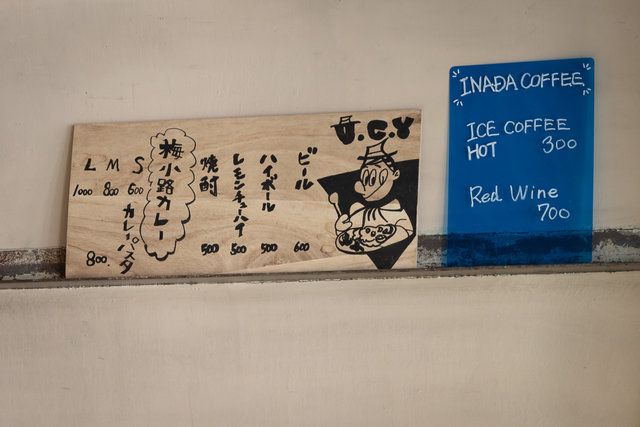 U.C.Y
ビール
600
ハイボール
500
レモンチューハイ
500
焼酎
500
梅小路カレー
S
600
M
800
L
1000
カレーパスタ
800.
INADA COFFEE
ICE COFFEE
HOT 300
Red Wine
700